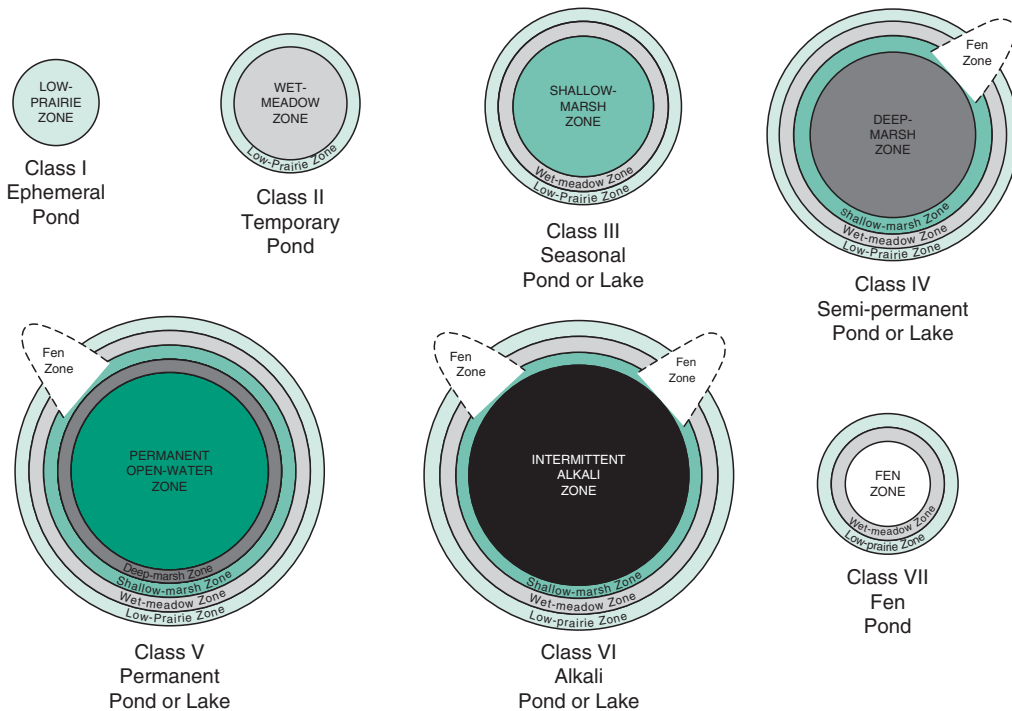 LOW-
PRAIRIE
ZONE
Class I
Ephemeral
Pond
WET-
MEADOW
ZONE
Low-Prairie Zone
Class II
Temporary
Pond
SHALLOW-
MARSH
ZONE
Wet-meadow Zone
Low-Prairie Zone
Class III
Seasonal
Pond or Lake
Fen
Zone
DEEP-
MARSH
ZONE
shallow-marsh Zone
Wet-meadow Zone
Low-Prairie Zone
Class IV
Semi-permanent
Pond or Lake
Fen
Zone
PERMANENT
OPEN-WATER
ZONE
Deep-marsh Zone
Shallow-marsh Zone
Wet-meadow Zone
Low-Prairie Zone
Class V
Permanent
Pond or Lake
Fen
Zone
Fen
Zone
INTERMITTENT
ALKALI
ZONE
Shallow-marsh Zone
Wet-meadow Zone
Low-prairie Zone
Class VI
Alkali
Pond or Lake
FEN
ZONE
Wet-meadow Zone
Low-prairie Zone
Class VII
Fen
Pond